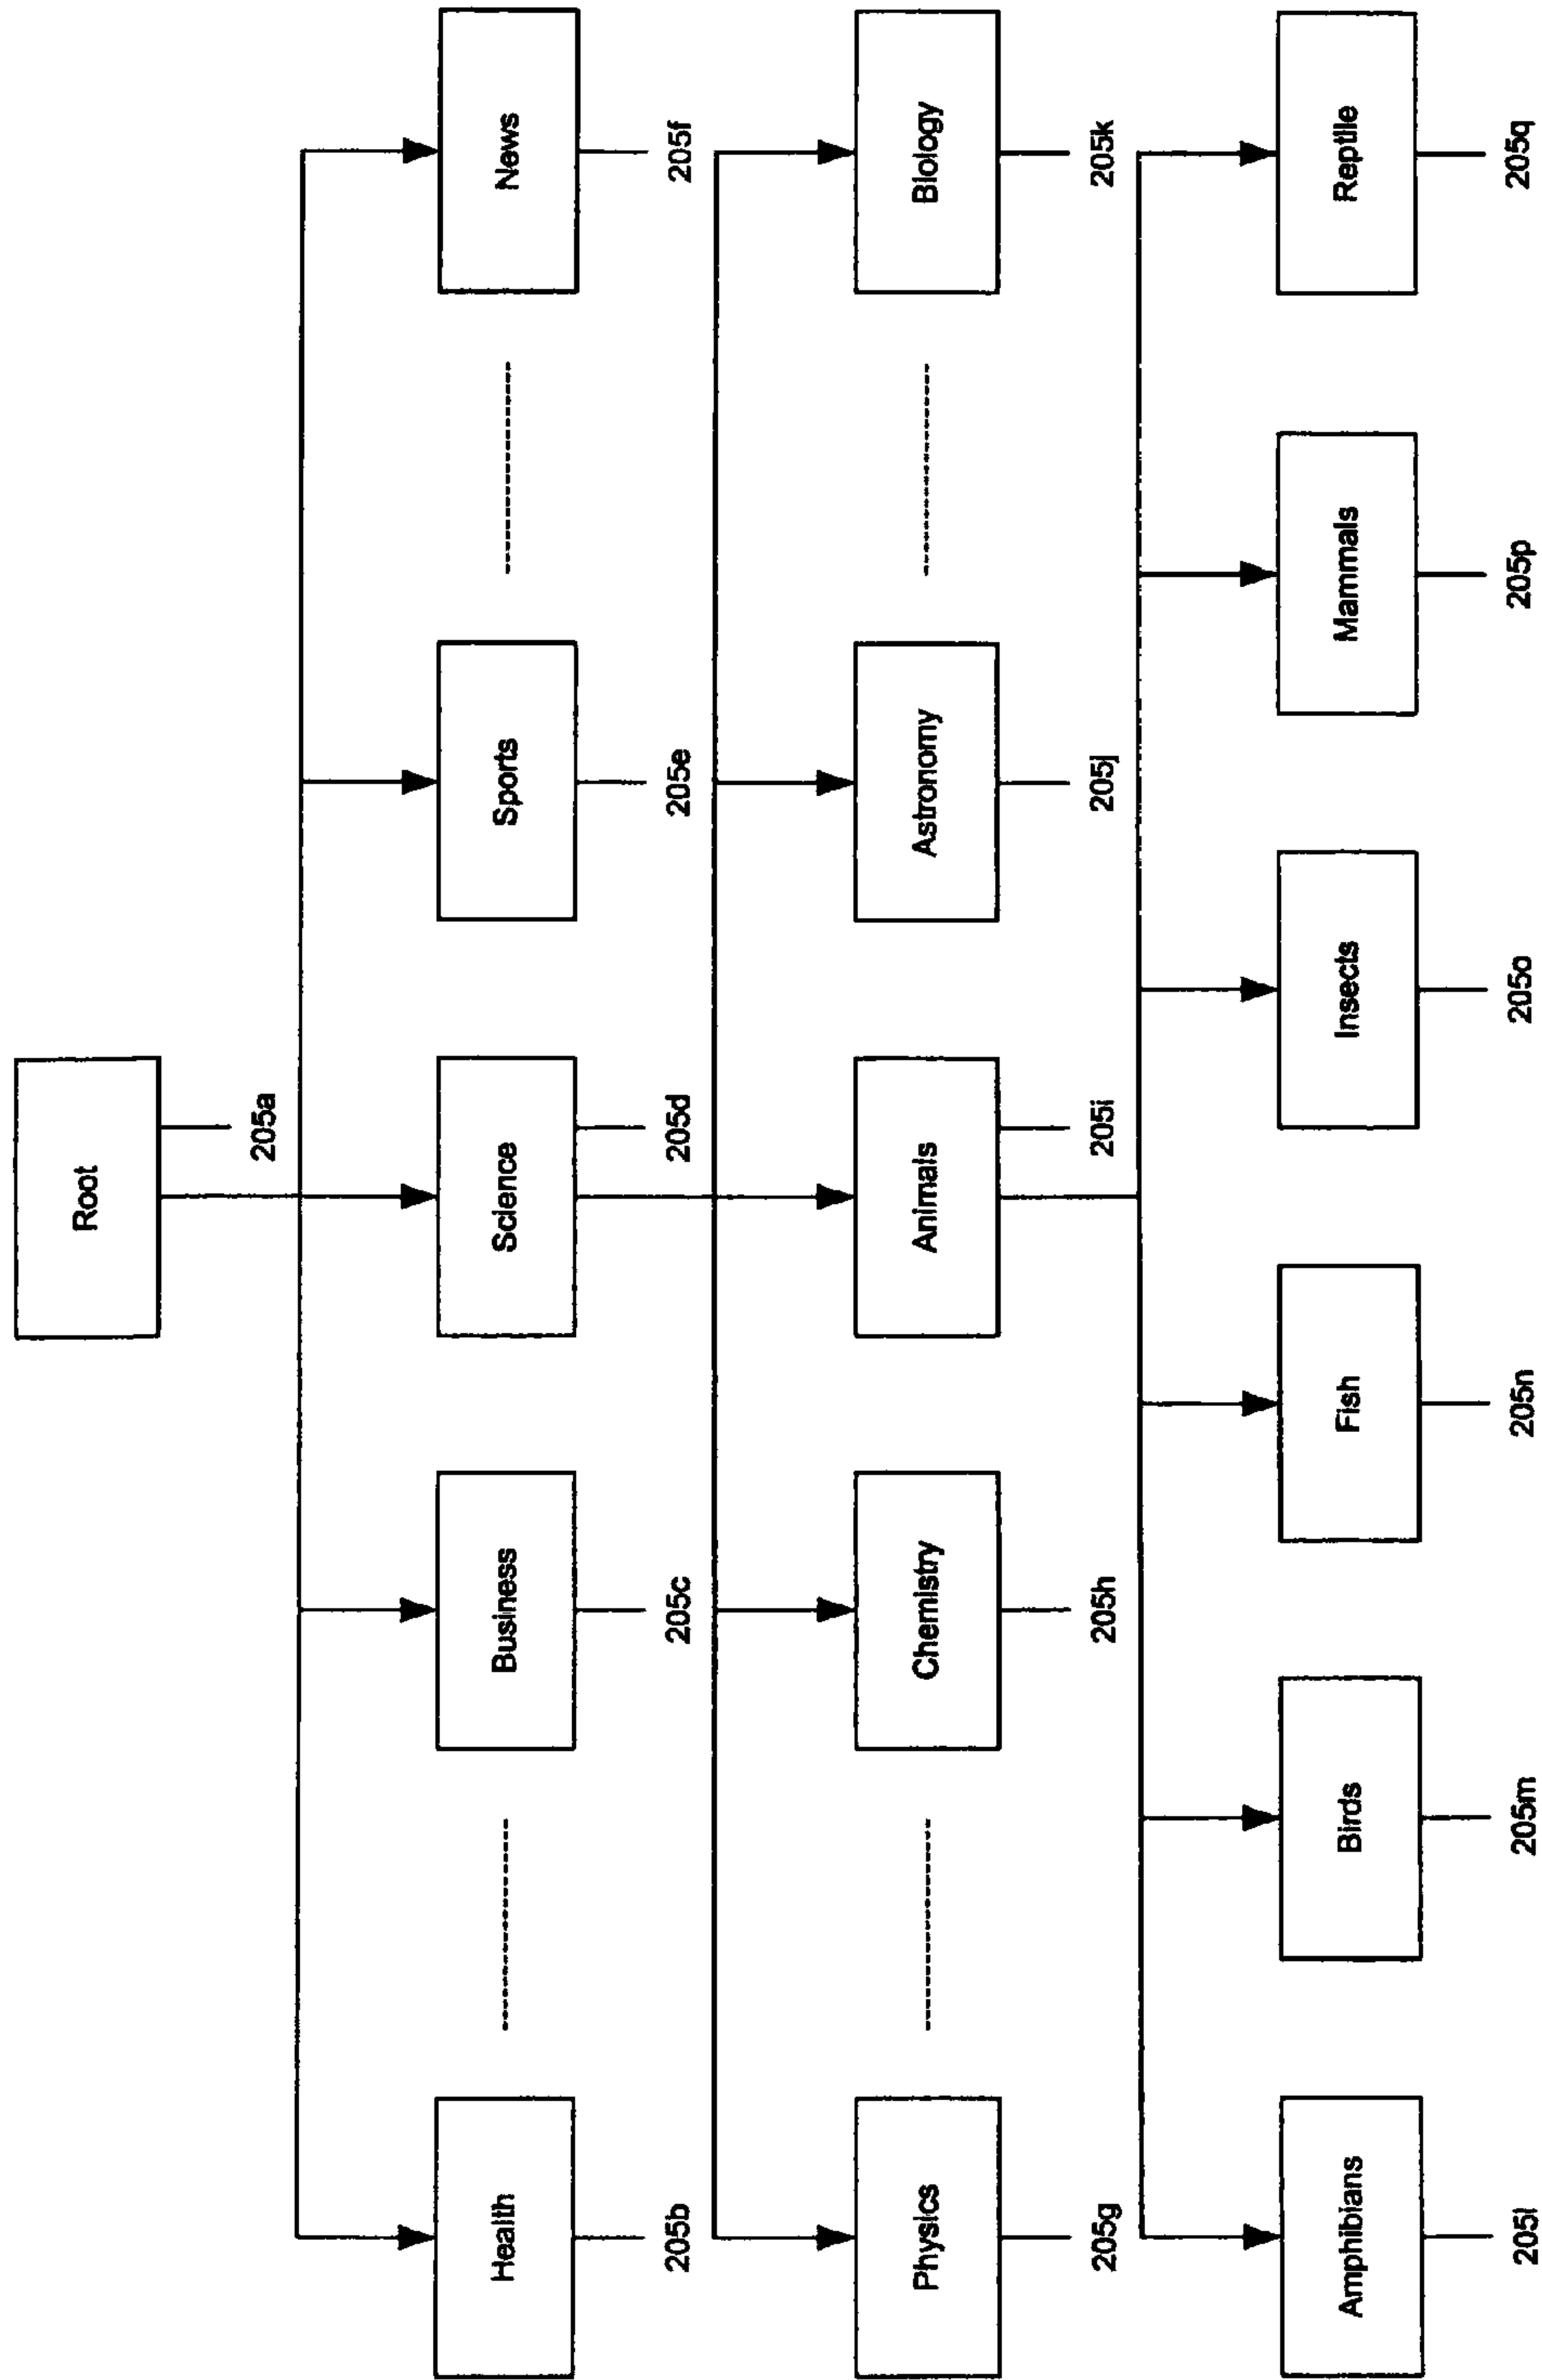 Root
205a
Health
Business
Science
Sports
News
205b
205c
205d
205e
205f
Physics
Chemistry
Animals
Astronomy
Biology
205g
205h
205i
205j
205k
Amphibians
Birds
Fish
Insects
Mammals
Reptile
205l
205m
205n
205o
205p
205q